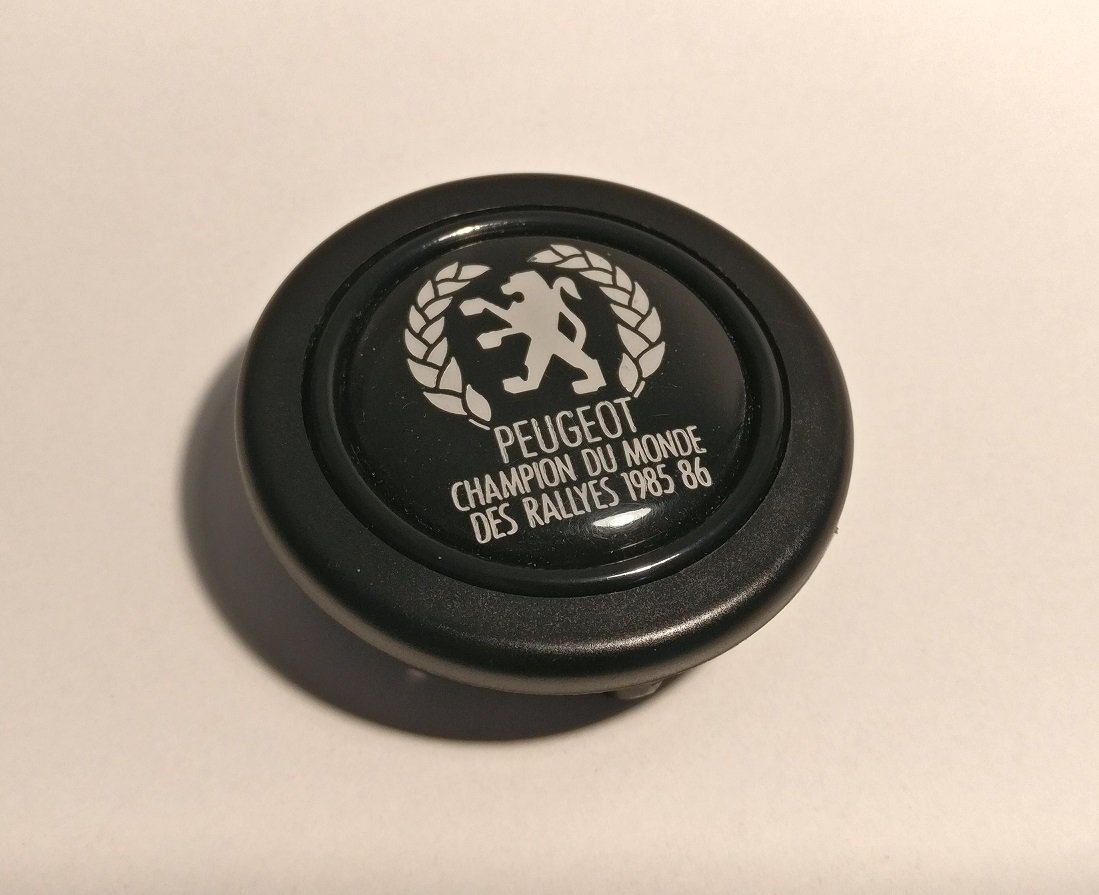 PEUGEOT
CHAMPION DU MONDE
DES RALLYES 1985 86